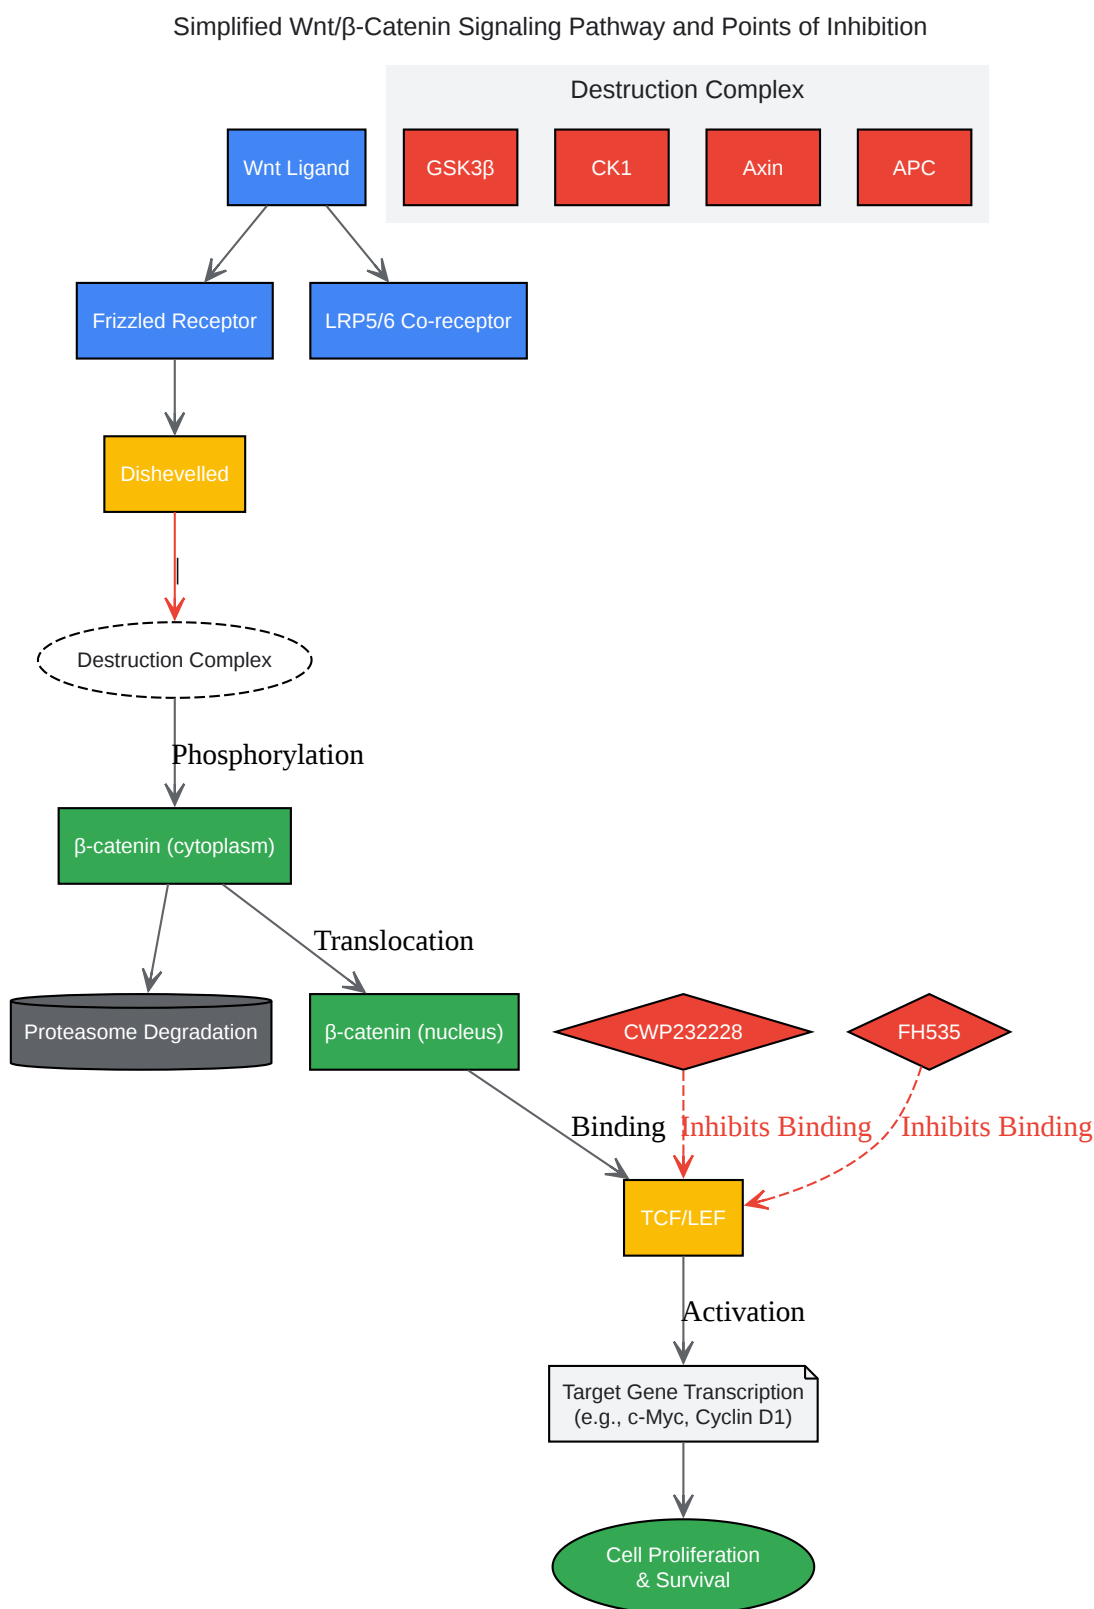 Simplified Wnt/β-Catenin Signaling Pathway and Points of Inhibition
Destruction Complex
Wnt Ligand
GSK3β
CK1
Axin
APC
Frizzled Receptor
LRP5/6 Co-receptor
Dishevelled
|
Destruction Complex
Phosphorylation
β-catenin (cytoplasm)
Translocation
Proteasome Degradation
β-catenin (nucleus)
CWP232228
FH535
Binding
Inhibits Binding
Inhibits Binding
TCF/LEF
Activation
Target Gene Transcription
(e.g., c-Myc, Cyclin D1)
Cell Proliferation
& Survival